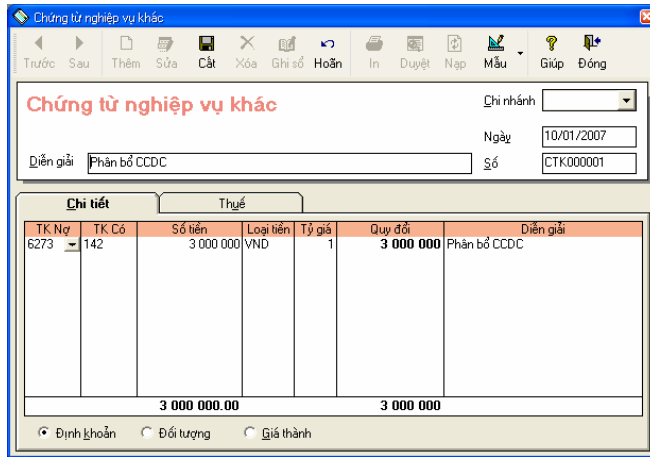 Chứng từ nghiệp vụ khác
Trước Sau Thêm Sửa Cất Xóa Ghi sổ Hoãn In Duyệt Nạp Mẫu Giúp Đóng
Chứng từ nghiệp vụ khác
Chi nhánh
Ngày 10/01/2007
Diễn giải Phân bổ CCDC
Số CTK000001
Chi tiết Thuế
TK Nợ TK Có Số tiền Loại tiền Tỷ giá Quy đổi Diễn giải
6273 142 3 000 000 VND 1 3 000 000 Phân bổ CCDC
3 000 000.00 3 000 000
Định khoản Đối tượng Giá thành